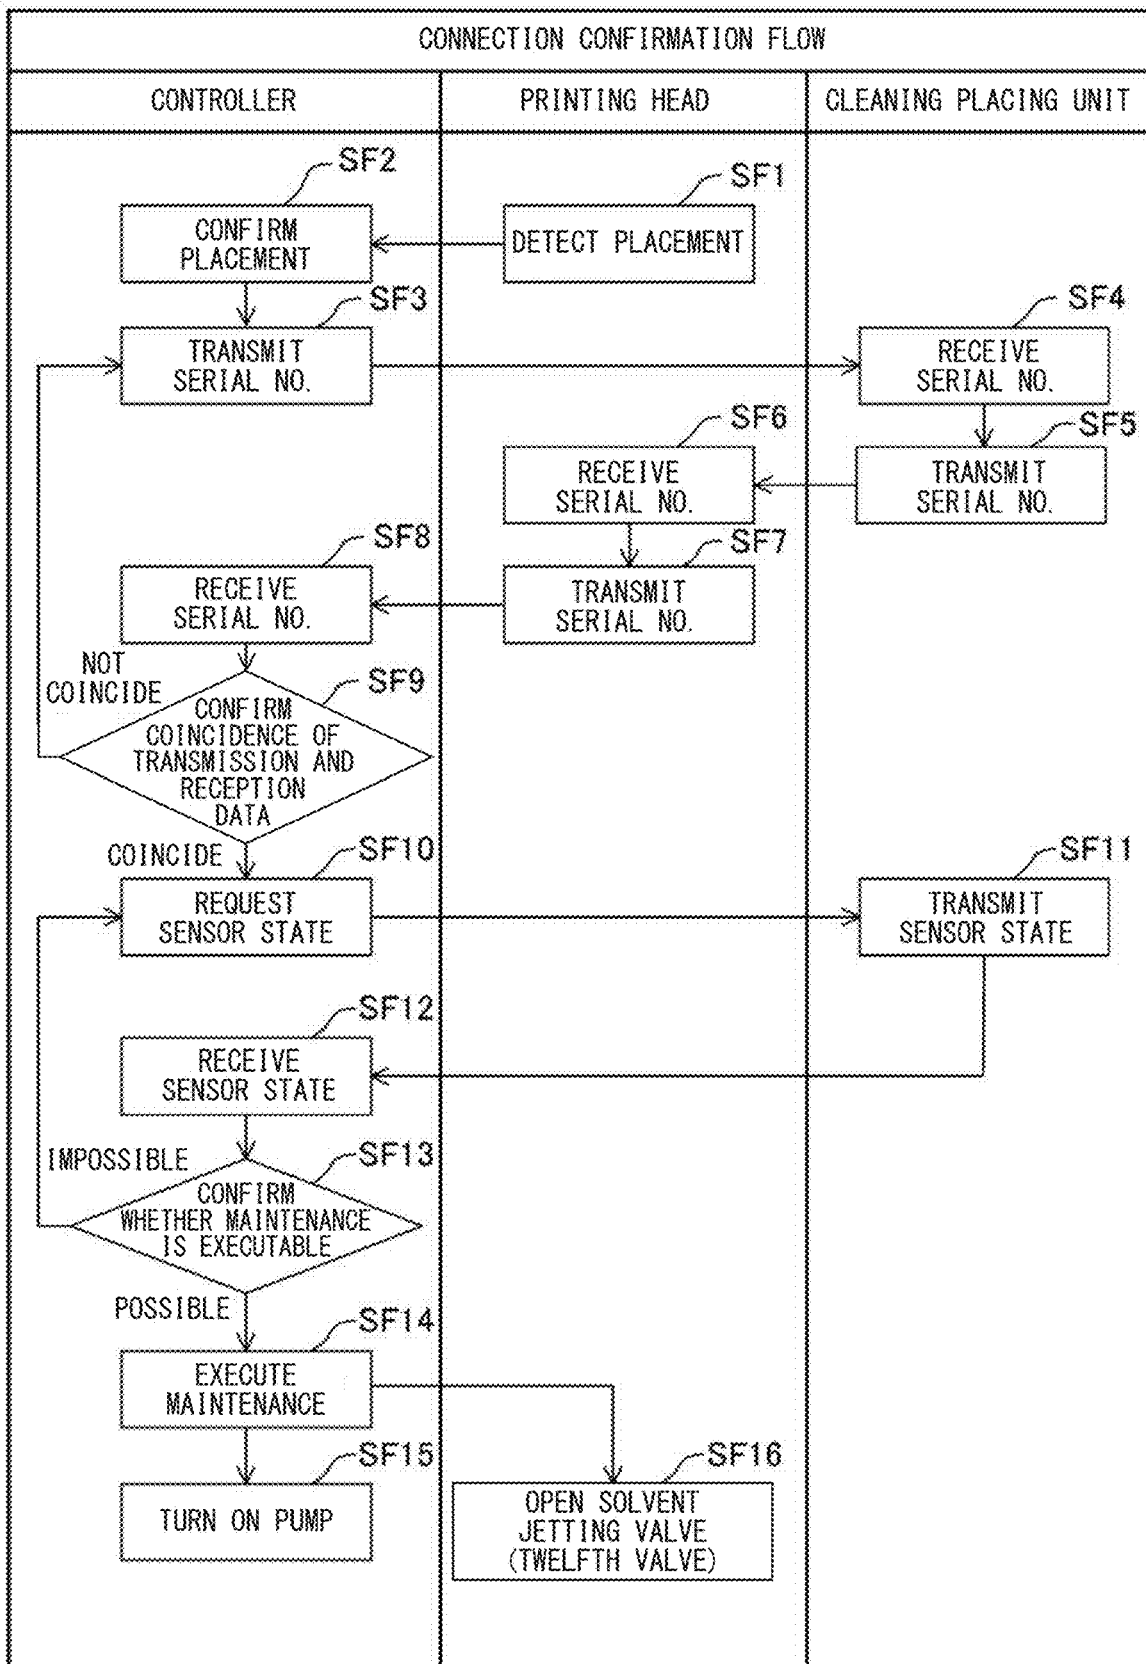 CONNECTION CONFIRMATION FLOW
CONTROLLER
PRINTING HEAD
CLEANING PLACING UNIT
SF2
CONFIRM
PLACEMENT
SF1
DETECT PLACEMENT
SF3
TRANSMIT
SERIAL NO.
SF4
RECEIVE
SERIAL NO.
SF5
TRANSMIT
SERIAL NO.
SF6
RECEIVE
SERIAL NO.
SF7
TRANSMIT
SERIAL NO.
SF8
RECEIVE
SERIAL NO.
NOT
COINCIDE
SF9
CONFIRM
COINCIDENCE OF
TRANSMISSION AND
RECEPTION
DATA
COINCIDE
SF10
REQUEST
SENSOR STATE
SF11
TRANSMIT
SENSOR STATE
SF12
RECEIVE
SENSOR STATE
IMPOSSIBLE
SF13
CONFIRM
WHETHER MAINTENANCE
IS EXECUTABLE
POSSIBLE
SF14
EXECUTE
MAINTENANCE
SF15
TURN ON PUMP
SF16
OPEN SOLVENT
JETTING VALVE
(TWELFTH VALVE)